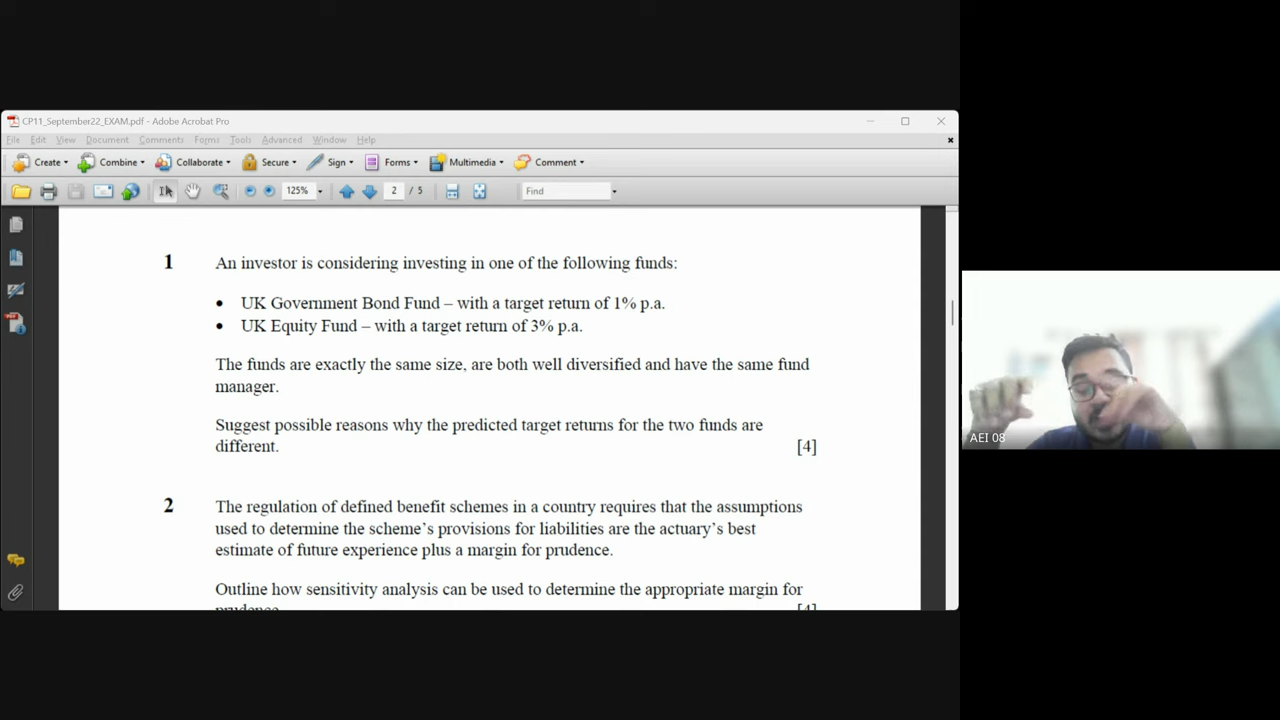 CP11_September22_EXAM.pdf - Adobe Acrobat Pro
File Edit View Document Comments Forms Tools Advanced Window Help
Create Combine Collaborate Secure Sign Forms Multimedia Comment
125% 2 / 5 Find
1 An investor is considering investing in one of the following funds:
• UK Government Bond Fund – with a target return of 1% p.a.
• UK Equity Fund – with a target return of 3% p.a.
The funds are exactly the same size, are both well diversified and have the same fund
manager.
Suggest possible reasons why the predicted target returns for the two funds are
different. [4]
2 The regulation of defined benefit schemes in a country requires that the assumptions
used to determine the scheme's provisions for liabilities are the actuary's best
estimate of future experience plus a margin for prudence.
Outline how sensitivity analysis can be used to determine the appropriate margin for
prudence. [4]
AEI 08